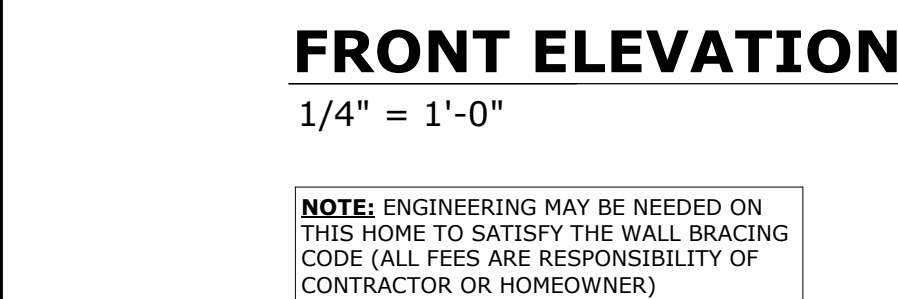 FRONT ELEVATION
1/4" = 1'-0"
NOTE: ENGINEERING MAY BE NEEDED ON
THIS HOME TO SATISFY THE WALL BRACING
CODE (ALL FEES ARE RESPONSIBILITY OF
CONTRACTOR OR HOMEOWNER)